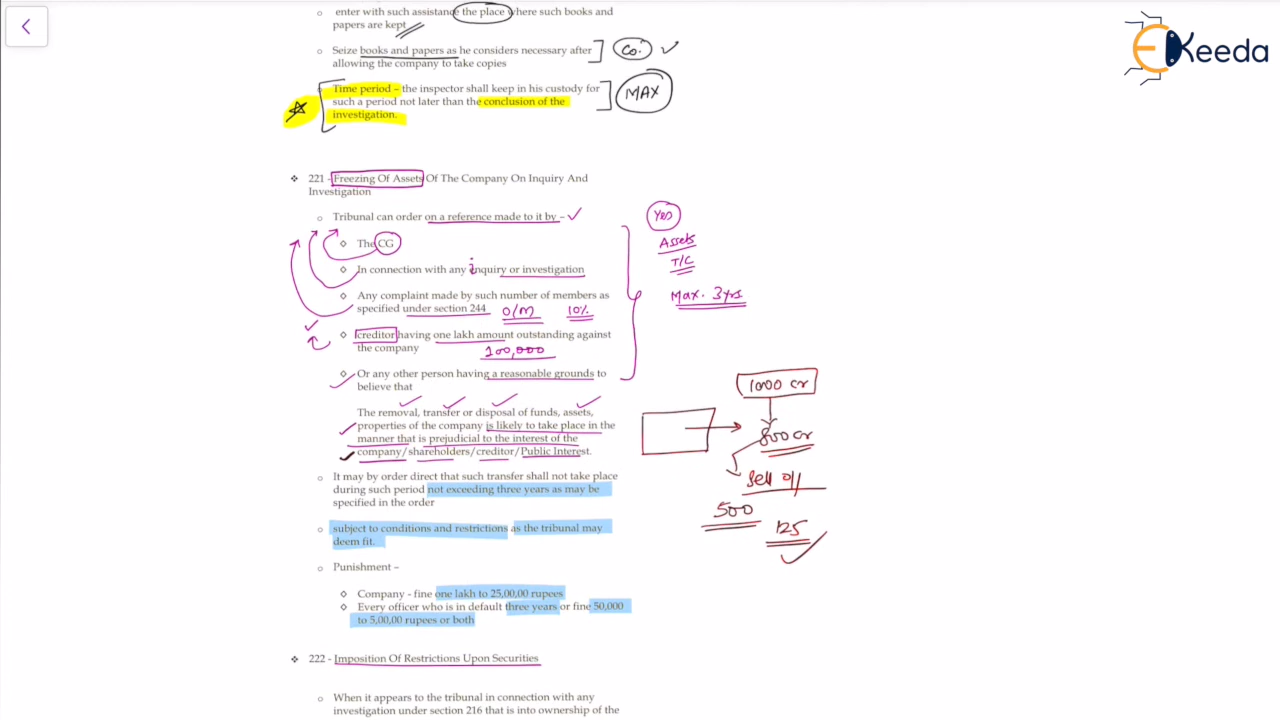 enter with such assistance the place where such books and
papers are kept
Seize books and papers as he considers necessary after
allowing the company to take copies
Co.
Time period – the inspector shall keep in his custody for
such a period not later than the conclusion of the
investigation.
MAX
Keeda
221 - Freezing Of Assets Of The Company On Inquiry And
Investigation
Tribunal can order on a reference made to it by –
The CG
In connection with any inquiry or investigation
Any complaint made by such number of members as
specified under section 244
O/M 10%
creditor having one lakh amount outstanding against
the company
100,000
Or any other person having a reasonable grounds to
believe that
The removal, transfer or disposal of funds, assets,
properties of the company is likely to take place in the
manner that is prejudicial to the interest of the
company/shareholders/creditor/Public Interest.
Yes
Assets
T/C
Max. 3yrs
1000 cr
800 cr
Sell off
500
125
It may by order direct that such transfer shall not take place
during such period not exceeding three years as may be
specified in the order
subject to conditions and restrictions as the tribunal may
deem fit.
Punishment –
Company - fine one lakh to 25,00,00 rupees
Every officer who is in default three years or fine 50,000
to 5,00,00 rupees or both
222 - Imposition Of Restrictions Upon Securities
When it appears to the tribunal in connection with any
investigation under section 216 that is into ownership of the